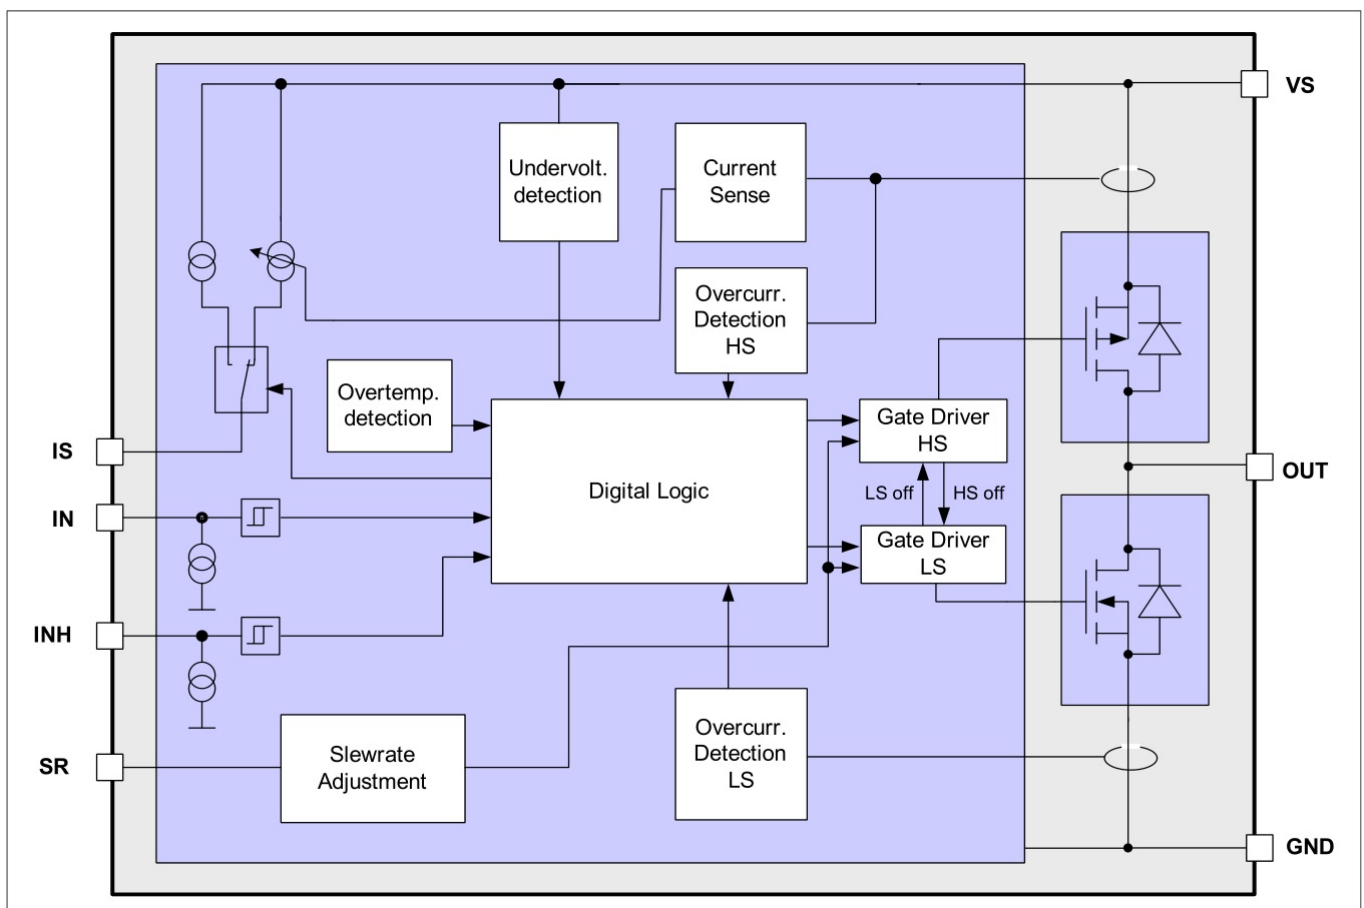 VS
Undervolt.
detection
Current
Sense
Overcurr.
Detection
HS
Overtemp.
detection
Gate Driver
HS
IS
Digital Logic
LS off
HS off
OUT
IN
Gate Driver
LS
INH
Overcurr.
Detection
LS
Slewrate
Adjustment
SR
GND